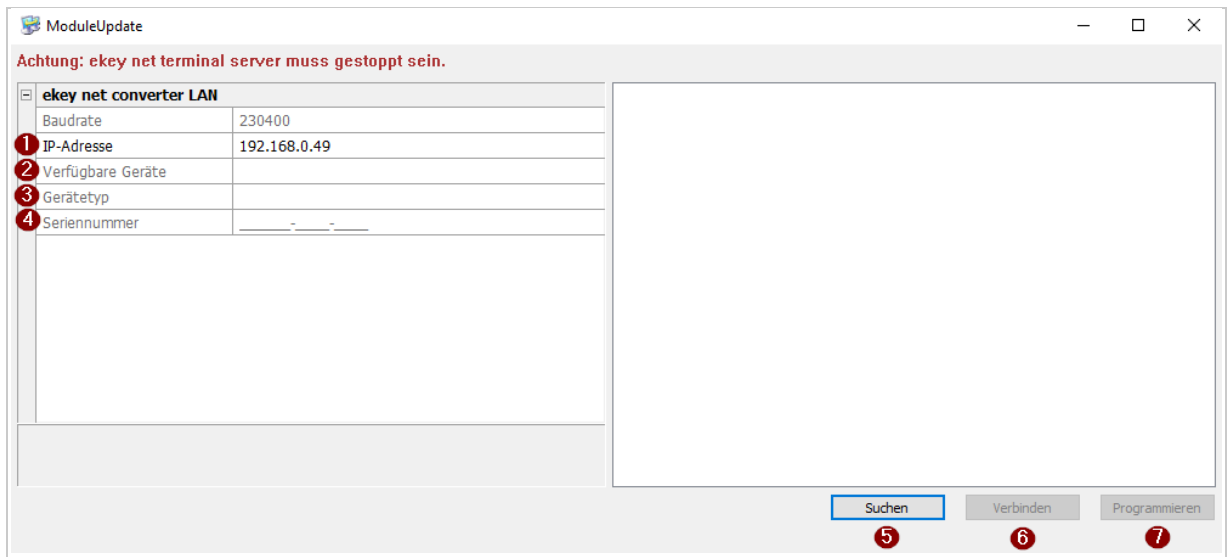 ModuleUpdate
Achtung: ekey net terminal server muss gestoppt sein.
ekey net converter LAN
Baudrate 230400
1 IP-Adresse 192.168.0.49
2 Verfügbare Geräte
3 Gerätetyp
4 Seriennummer ______-____-____
Suchen Verbinden Programmieren
5 6 7